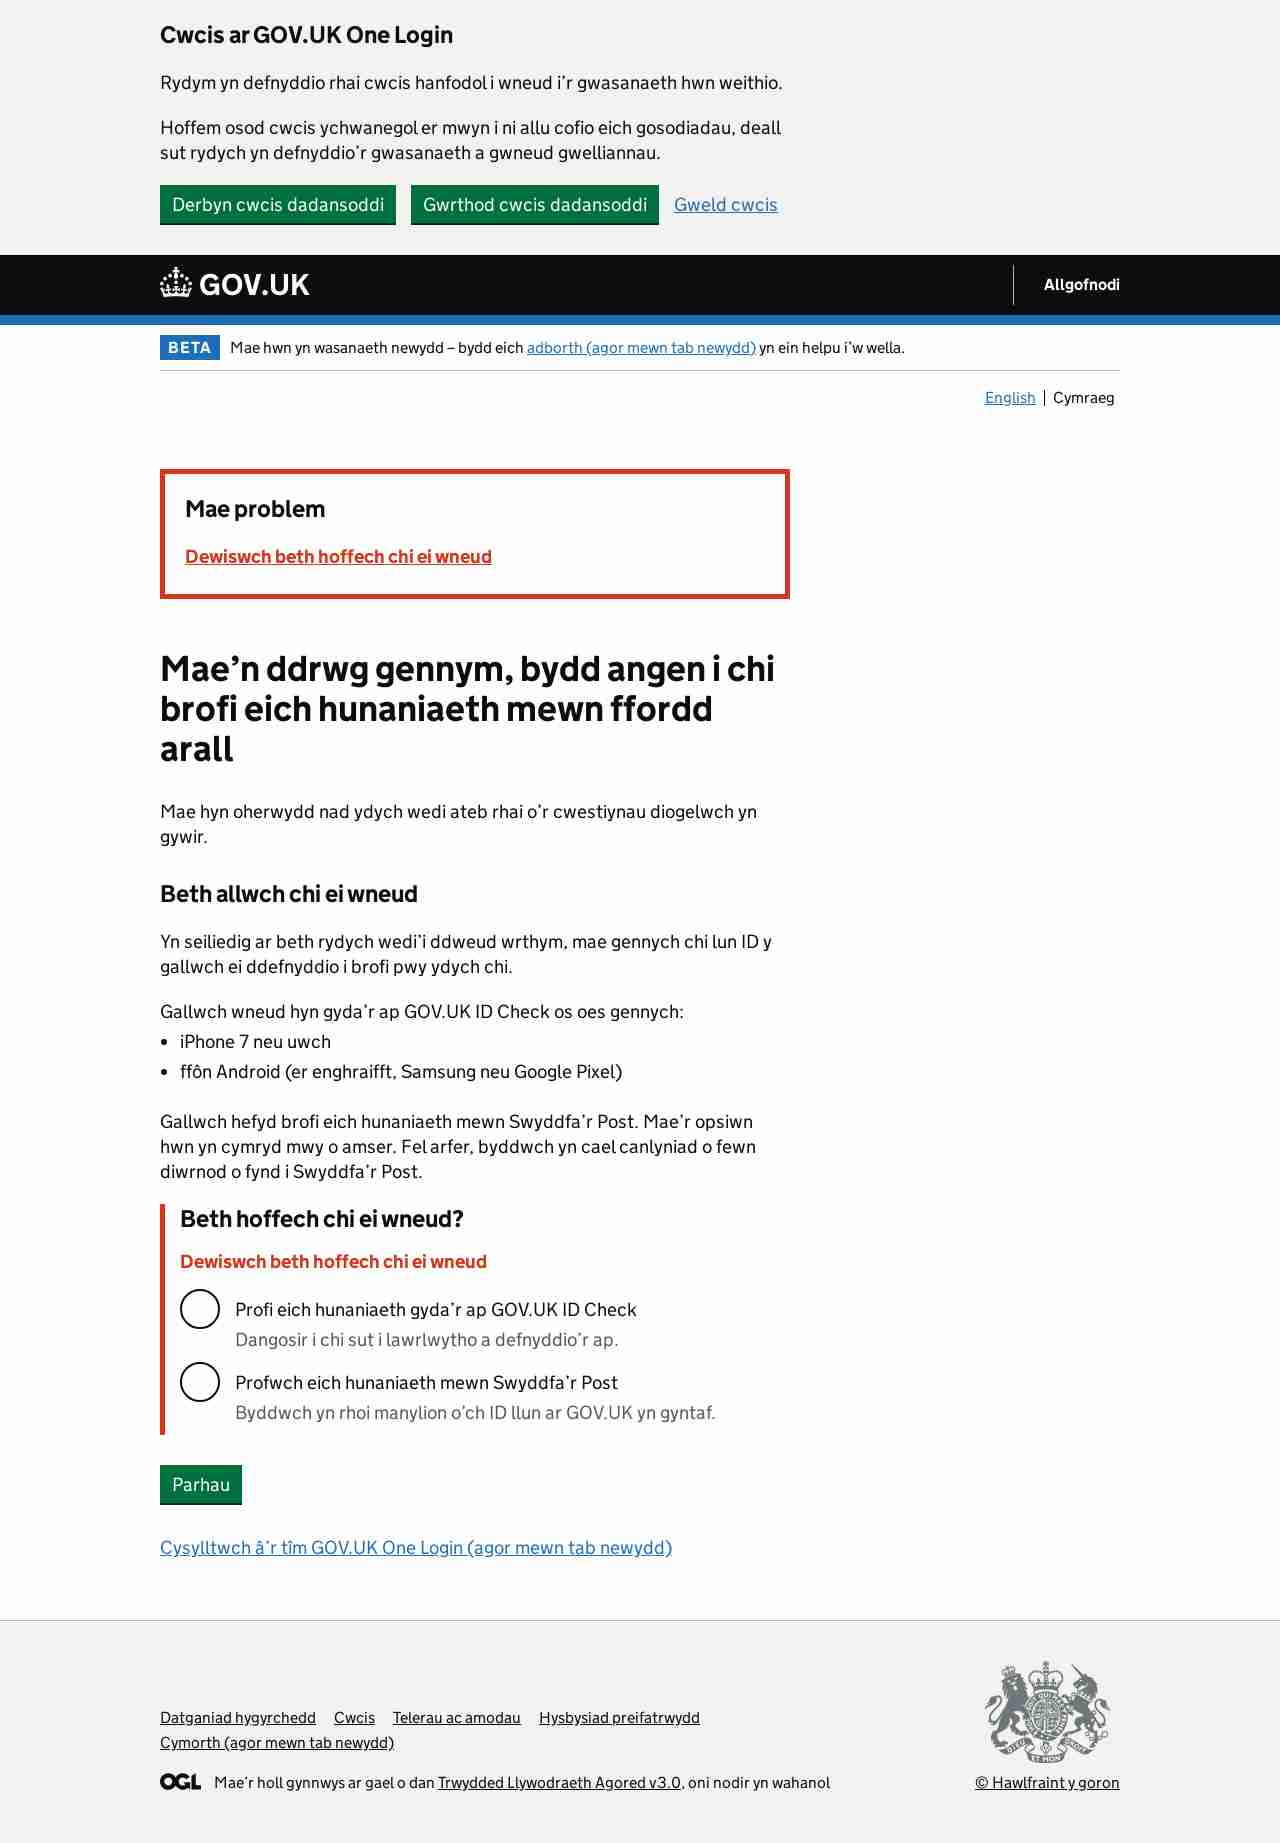 Cwcis ar GOV.UK One Login
Rydym yn defnyddio rhai cwcis hanfodol i wneud i’r gwasanaeth hwn weithio.
Hoffem osod cwcis ychwanegol er mwyn i ni allu cofio eich gosodiadau, deall
sut rydych yn defnyddio’r gwasanaeth a gwneud gwelliannau.
Derbyn cwcis dadansoddi
Gwrthod cwcis dadansoddi
Gweld cwcis
GOV.UK
Allgofnodi
BETA
Mae hwn yn wasanaeth newydd – bydd eich adborth (agor mewn tab newydd) yn ein helpu i’w wella.
English
Cymraeg
Mae problem
Dewiswch beth hoffech chi ei wneud
Mae’n ddrwg gennym, bydd angen i chi
brofi eich hunaniaeth mewn ffordd
arall
Mae hyn oherwydd nad ydych wedi ateb rhai o’r cwestiynau diogelwch yn
gywir.
Beth allwch chi ei wneud
Yn seiliedig ar beth rydych wedi’i ddweud wrthym, mae gennych chi lun ID y
gallwch ei ddefnyddio i brofi pwy ydych chi.
Gallwch wneud hyn gyda’r ap GOV.UK ID Check os oes gennych:
• iPhone 7 neu uwch
• ffôn Android (er enghraifft, Samsung neu Google Pixel)
Gallwch hefyd brofi eich hunaniaeth mewn Swyddfa’r Post. Mae’r opsiwn
hwn yn cymryd mwy o amser. Fel arfer, byddwch yn cael canlyniad o fewn
diwrnod o fynd i Swyddfa’r Post.
Beth hoffech chi ei wneud?
Dewiswch beth hoffech chi ei wneud
Profi eich hunaniaeth gyda’r ap GOV.UK ID Check
Dangosir i chi sut i lawrlwytho a defnyddio’r ap.
Profwch eich hunaniaeth mewn Swyddfa’r Post
Byddwch yn rhoi manylion o’ch ID llun ar GOV.UK yn gyntaf.
Parhau
Cysylltwch â’r tîm GOV.UK One Login (agor mewn tab newydd)
Datganiad hygyrchedd
Cwcis
Telerau ac amodau
Hysbysiad preifatrwydd
Cymorth (agor mewn tab newydd)
OGL
Mae’r holl gynnwys ar gael o dan Trwydded Llywodraeth Agored v3.0, oni nodir yn wahanol
© Hawlfraint y goron